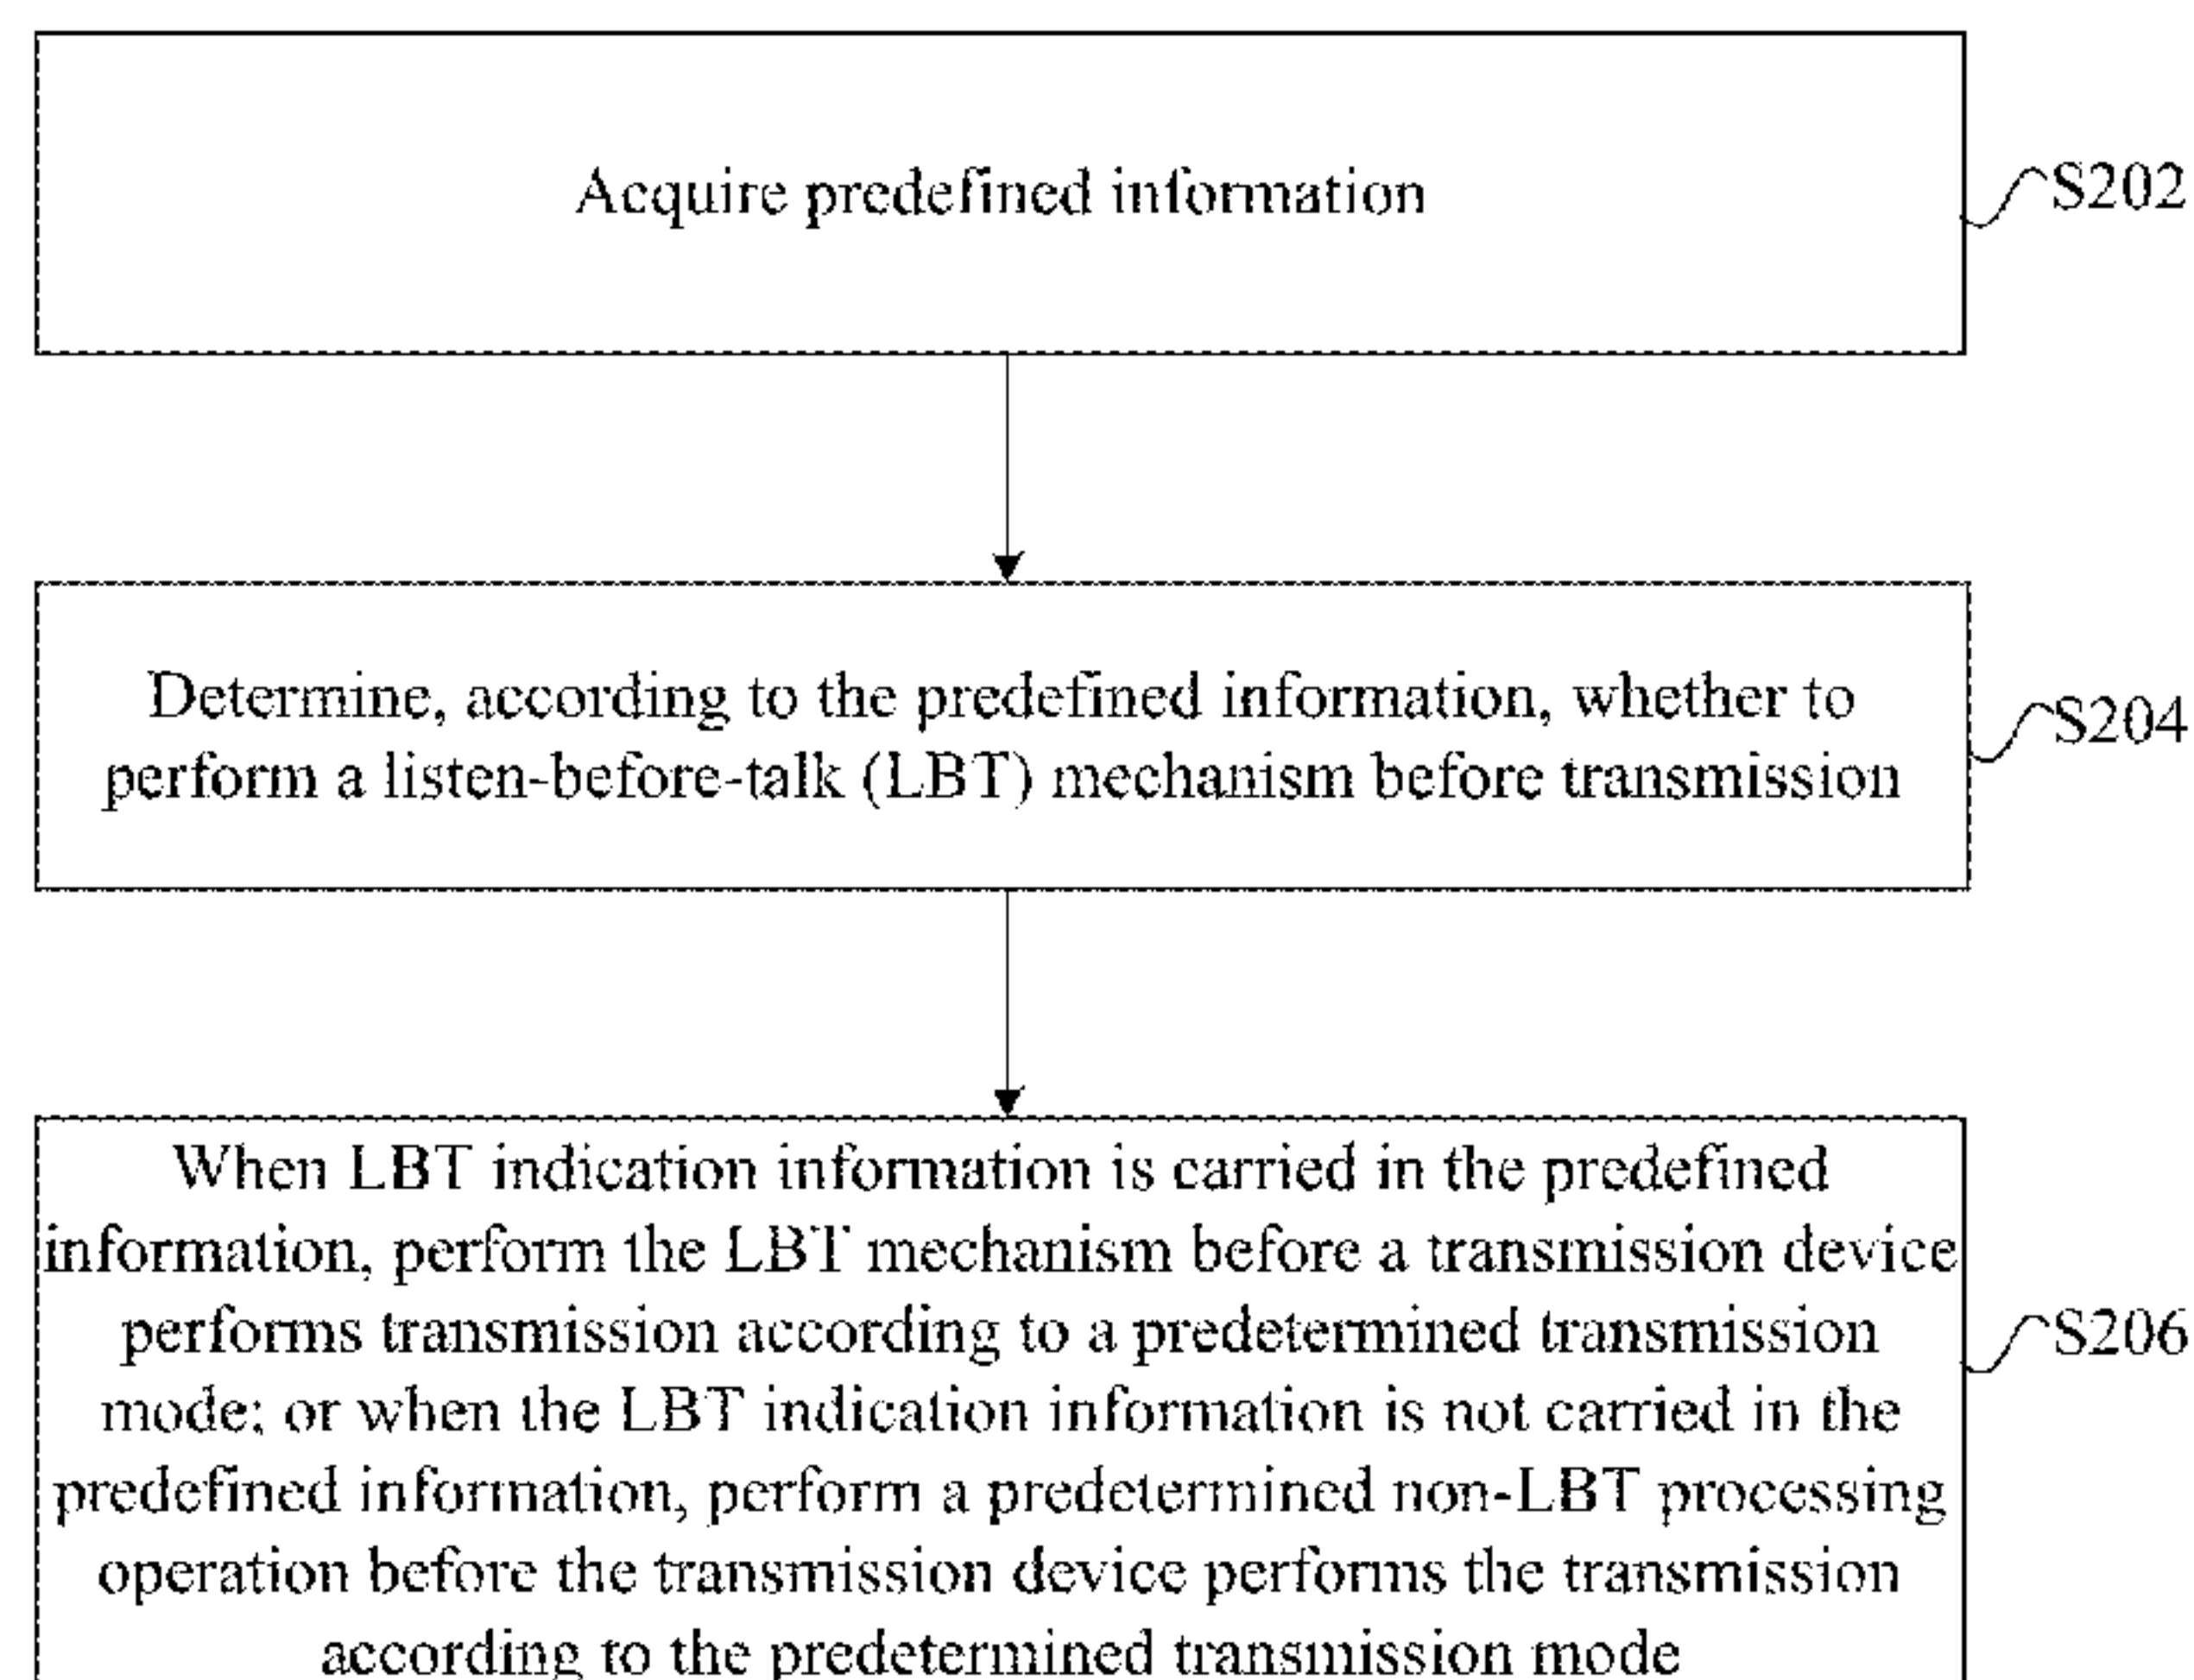 Acquire predefined information
S202
Determine, according to the predefined information, whether to
perform a listen-before-talk (LBT) mechanism before transmission
S204
When LBT indication information is carried in the predefined
information, perform the LBT mechanism before a transmission device
performs transmission according to a predetermined transmission
mode; or when the LBT indication information is not carried in the
predefined information, perform a predetermined non-LBT processing
operation before the transmission device performs the transmission
according to the predetermined transmission mode
S206